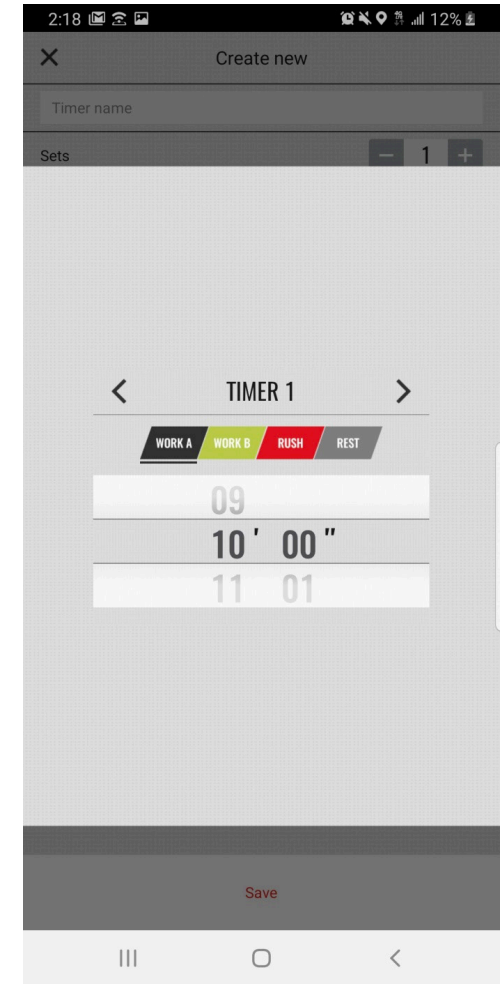 2:18 12%
Create new
Timer name
Sets 1
TIMER 1
WORK A WORK B RUSH REST
09
10 ' 00 "
11 01
Save